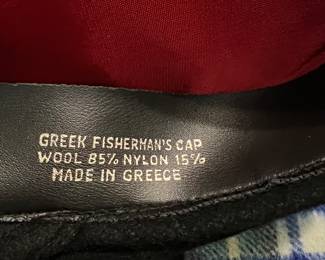 GREEK FISHERMAN'S CAP
WOOL 85% NYLON 15%
MADE IN GREECE